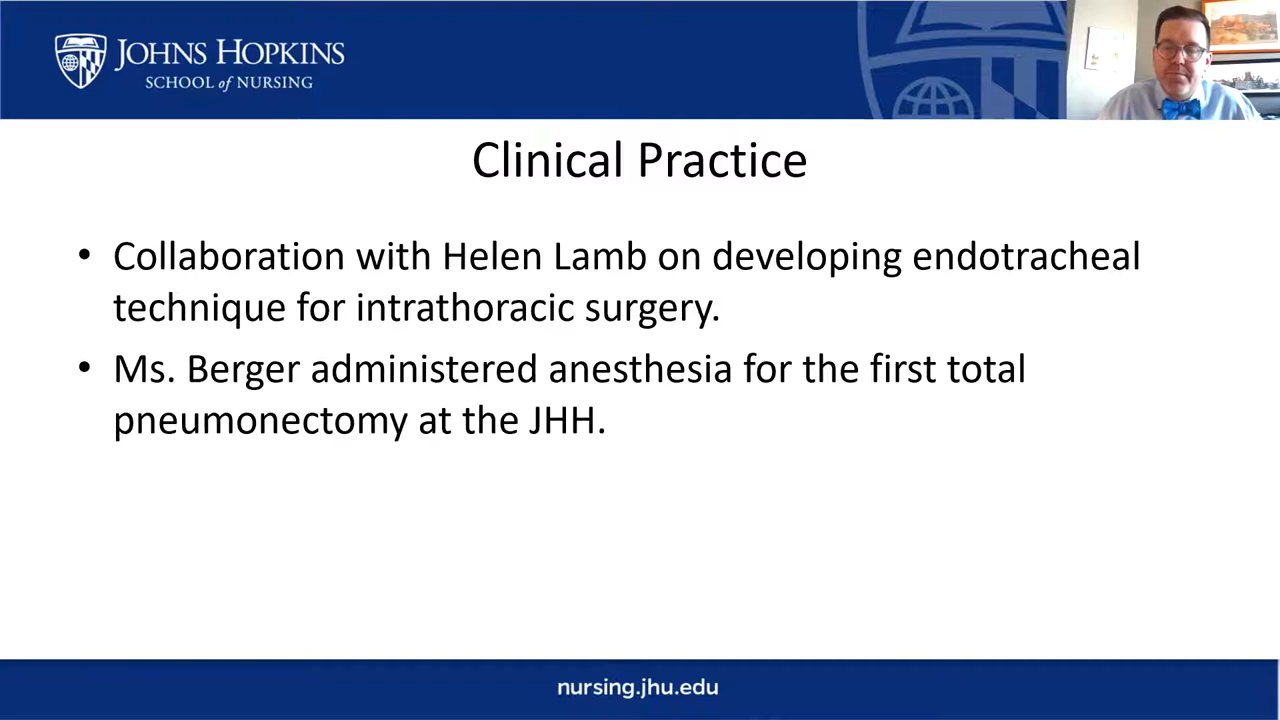 JOHNS HOPKINS
SCHOOL of NURSING
Clinical Practice
• Collaboration with Helen Lamb on developing endotracheal
technique for intrathoracic surgery.
• Ms. Berger administered anesthesia for the first total
pneumonectomy at the JHH.
nursing.jhu.edu